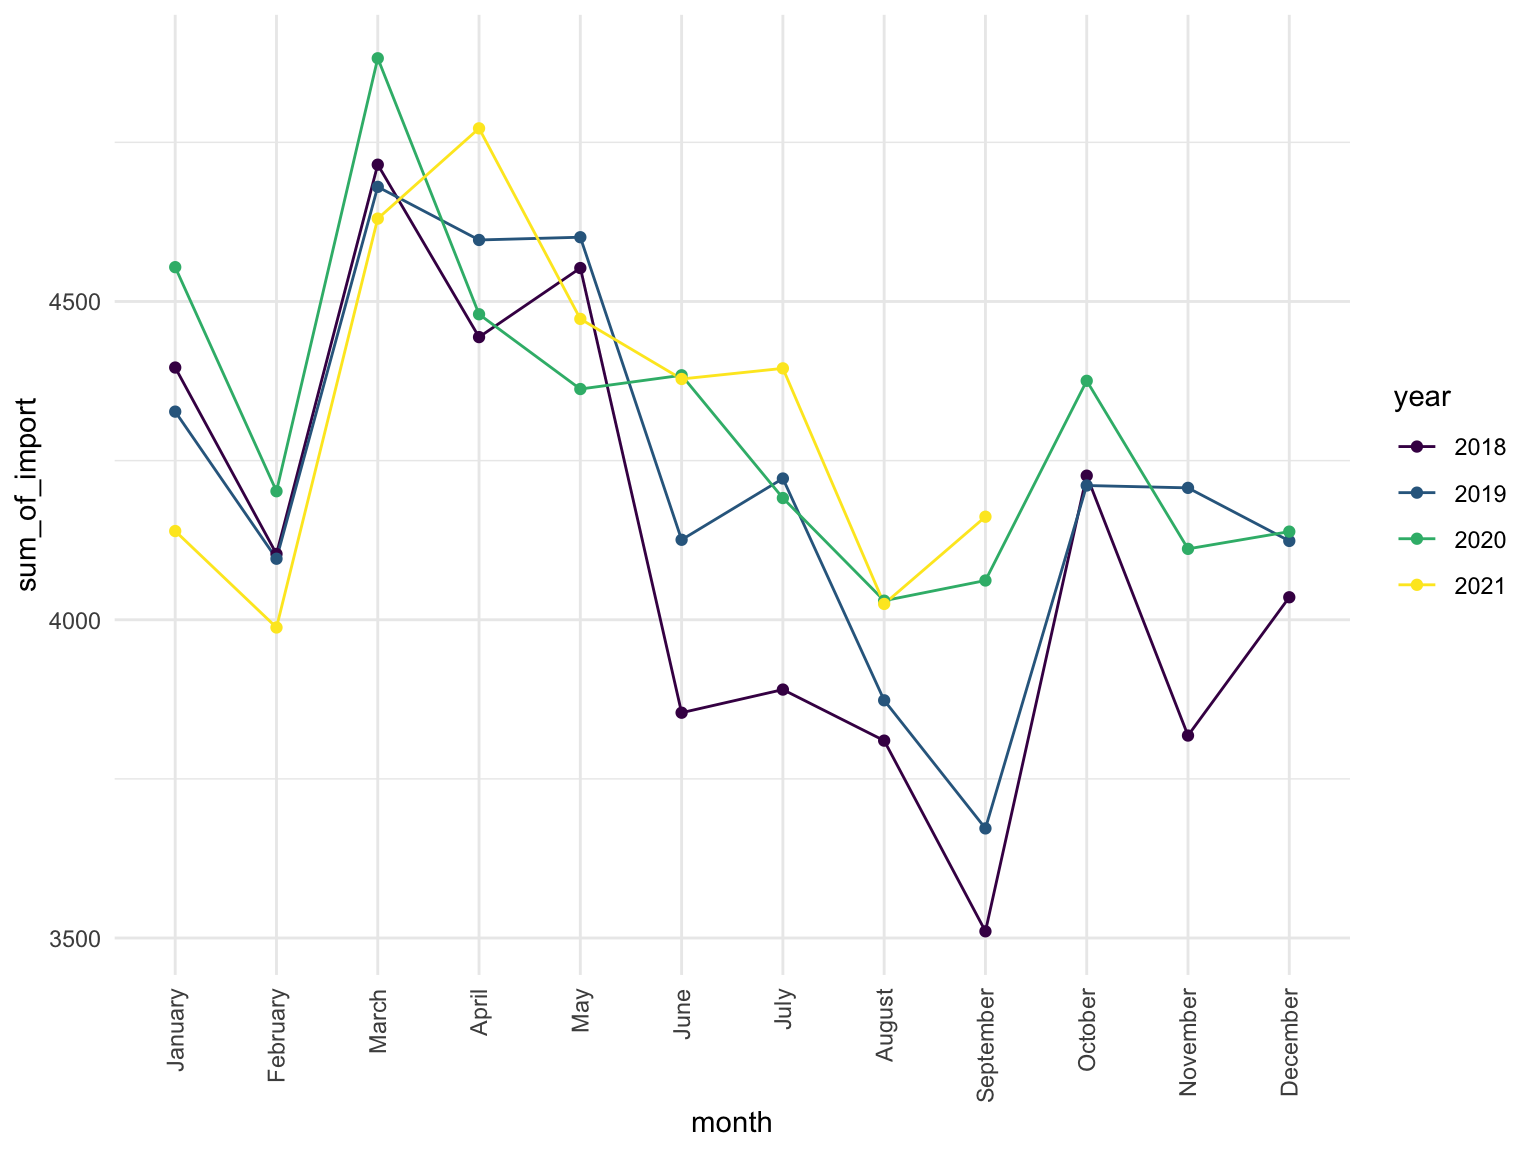 sum_of_import
4500
4000
3500
January
February
March
April
May
June
July
August
September
October
November
December
month
year
2018
2019
2020
2021